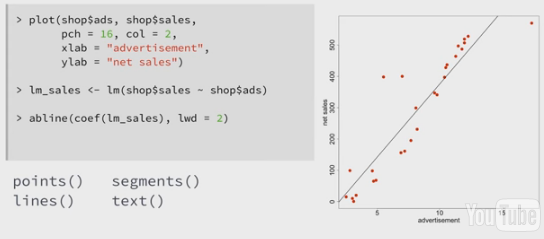 > plot(shop$ads, shop$sales,
pch = 16, col = 2,
xlab = "advertisement",
ylab = "net sales")
> lm_sales <- lm(shop$sales ~ shop$ads)
> abline(coef(lm_sales), lwd = 2)
points() segments()
lines() text()
net sales
500
400
300
200
100
0
5 10 15
advertisement
YouTube